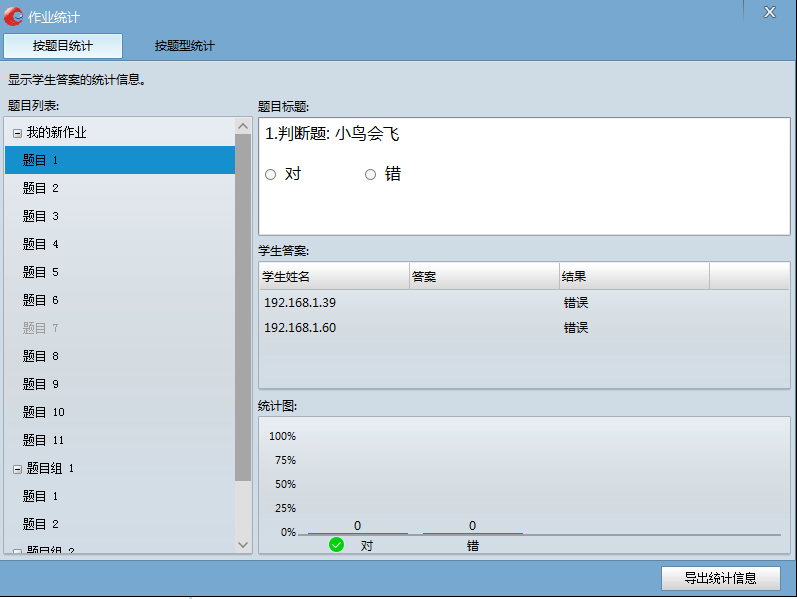 作业统计
按题目统计 按题型统计
显示学生答案的统计信息。
题目列表:
我的新作业
题目 1
题目 2
题目 3
题目 4
题目 5
题目 6
题目 7
题目 8
题目 9
题目 10
题目 11
题目组 1
题目 1
题目 2
题目组 2
题目标题:
1.判断题: 小鸟会飞
对 错
学生答案:
学生姓名 答案 结果
192.168.1.39 错误
192.168.1.60 错误
统计图:
100%
75%
50%
25%
0% 0 0
对 错
导出统计信息